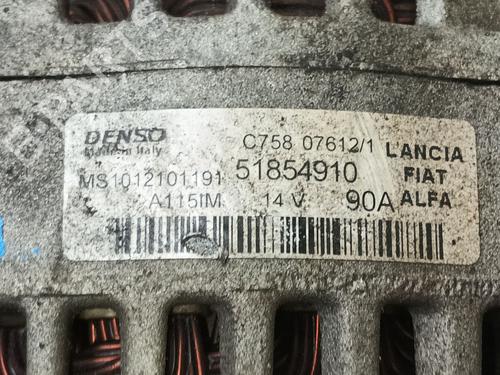 DENSO
Made in Italy
C758 07612/1
LANCIA
MS1012101191
51854910
FIAT
A115IM
14 V
90A
ALFA